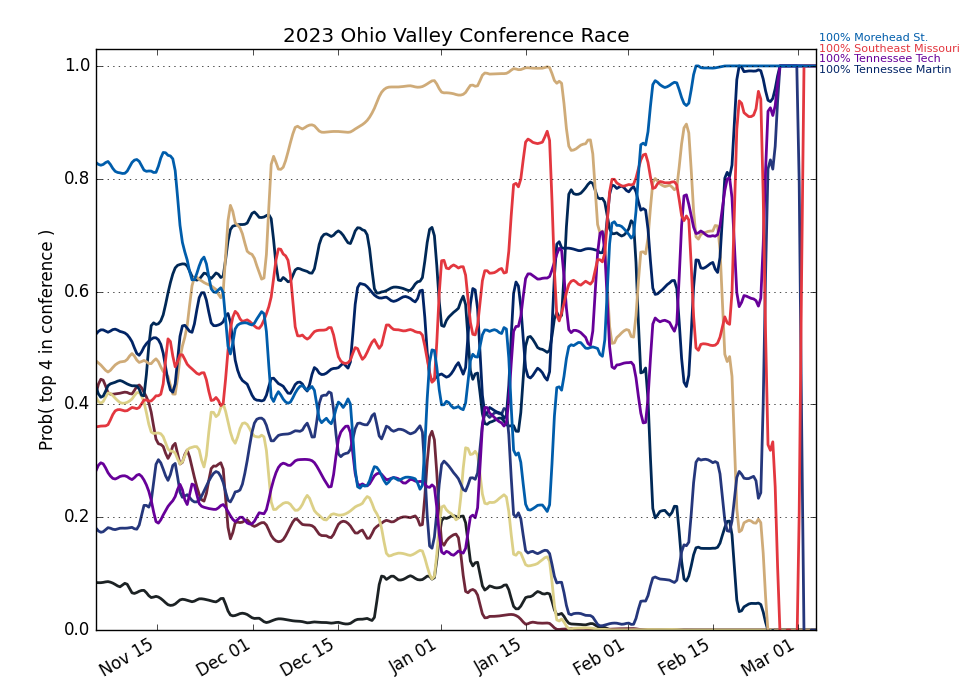 2023 Ohio Valley Conference Race
100% Morehead St.
100% Southeast Missouri
100% Tennessee Tech
100% Tennessee Martin
Prob( top 4 in conference )
1.0
0.8
0.6
0.4
0.2
0.0
Nov 15
Dec 01
Dec 15
Jan 01
Jan 15
Feb 01
Feb 15
Mar 01